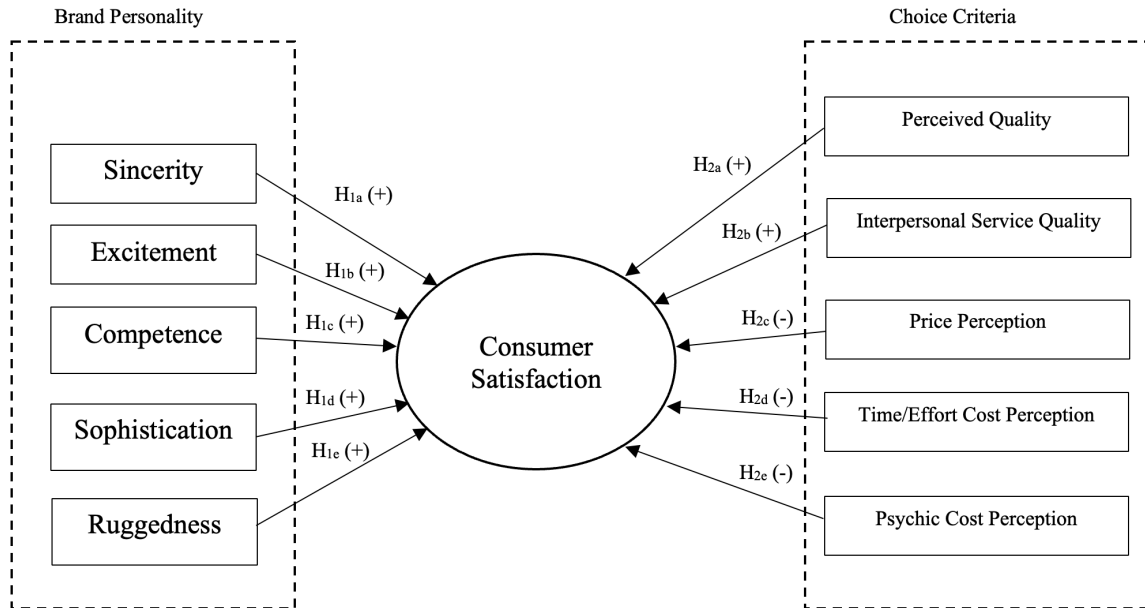 Brand Personality
Choice Criteria
Sincerity
Excitement
Competence
Sophistication
Ruggedness
H1a (+)
H1b (+)
H1c (+)
H1d (+)
H1e (+)
Consumer
Satisfaction
H2a (+)
H2b (+)
H2c (-)
H2d (-)
H2e (-)
Perceived Quality
Interpersonal Service Quality
Price Perception
Time/Effort Cost Perception
Psychic Cost Perception